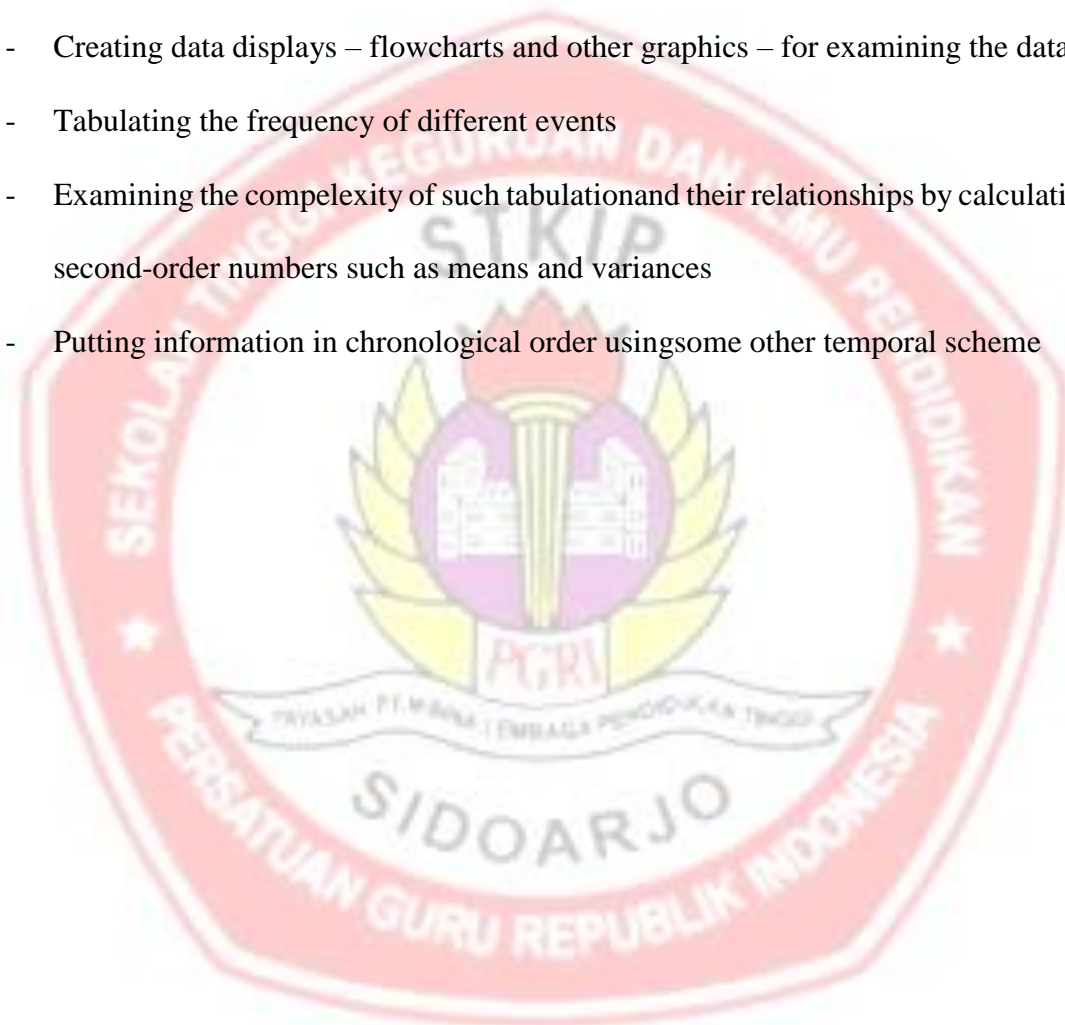 - Creating data displays – flowcharts and other graphics – for examining the data
- Tabulating the frequency of different events
- Examining the compelexity of such tabulationand their relationships by calculati
second-order numbers such as means and variances
- Putting information in chronological order usingsome other temporal scheme
SEKOLAH TINGGI KEGURUAN DAN ILMU PENDIDIKAN
STKIP
PGRI
SIDOARJO
PERSATUAN GURU REPUBLIK INDONESIA